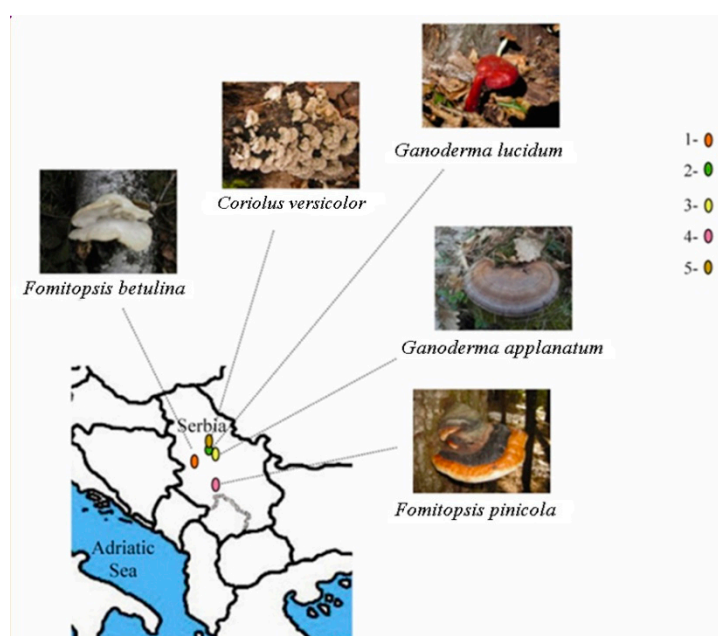 Ganoderma lucidum
Coriolus versicolor
Fomitopsis betulina
Ganoderma applanatum
Fomitopsis pinicola
1-
2-
3-
4-
5-
Serbia
Adriatic
Sea